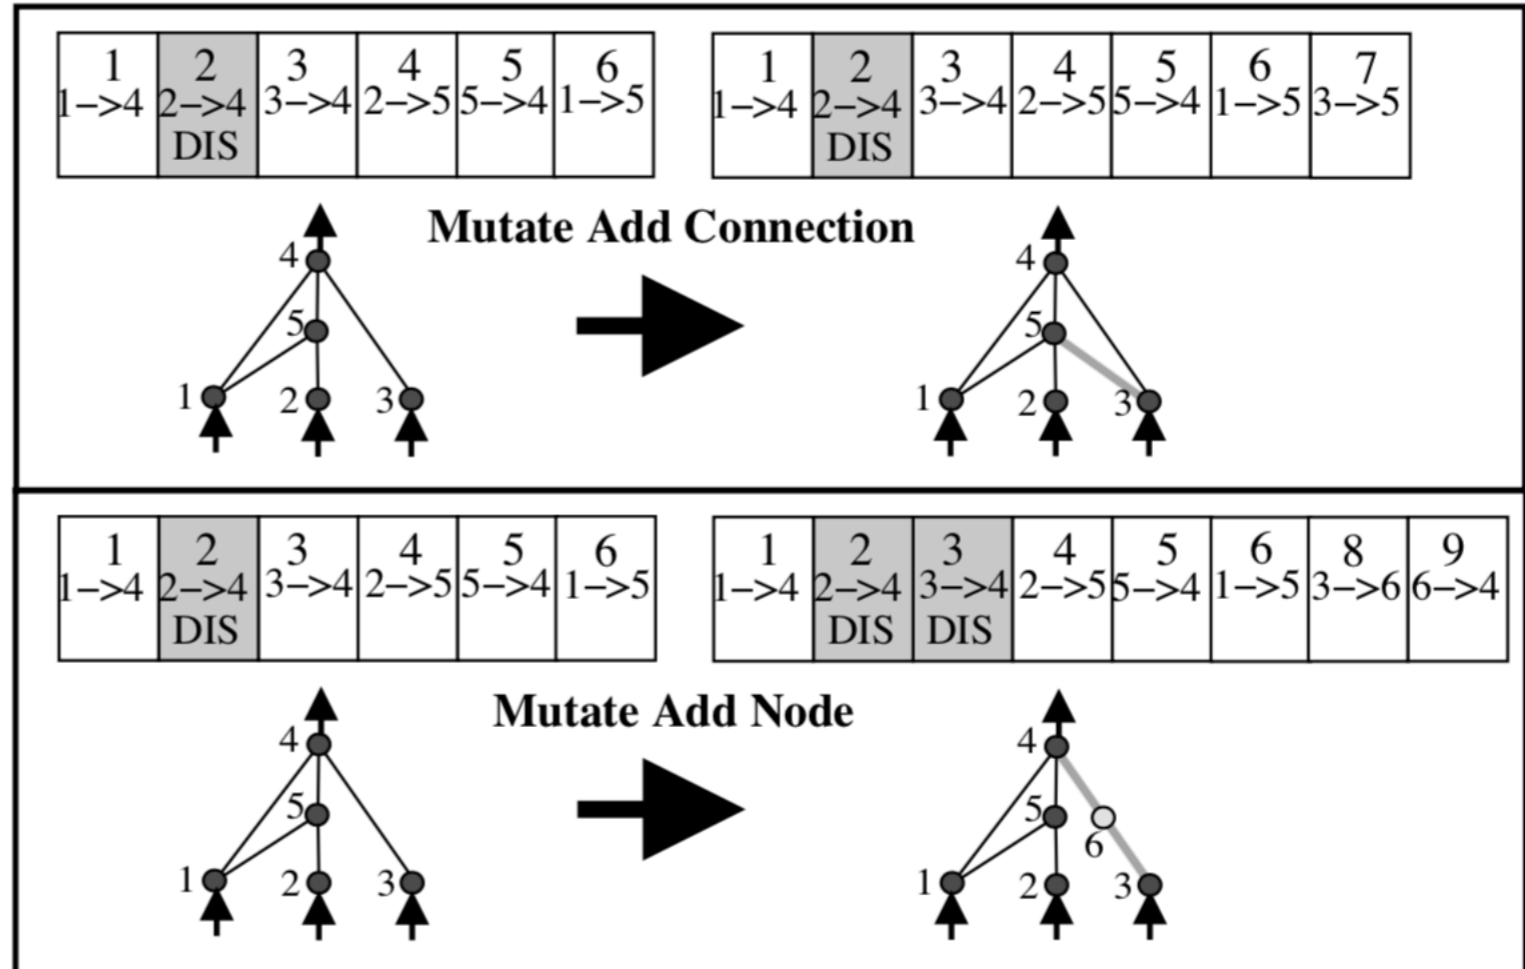 1 2 3 4 5 6
1->4 2->4 3->4 2->5 5->4 1->5
DIS
1 2 3 4 5 6 7
1->4 2->4 3->4 2->5 5->4 1->5 3->5
DIS
Mutate Add Connection
4
5
1 2 3
4
5
1 2 3
1 2 3 4 5 6
1->4 2->4 3->4 2->5 5->4 1->5
DIS
1 2 3 4 5 6 8 9
1->4 2->4 3->4 2->5 5->4 1->5 3->6 6->4
DIS DIS
Mutate Add Node
4
5
1 2 3
4
5
6
1 2 3